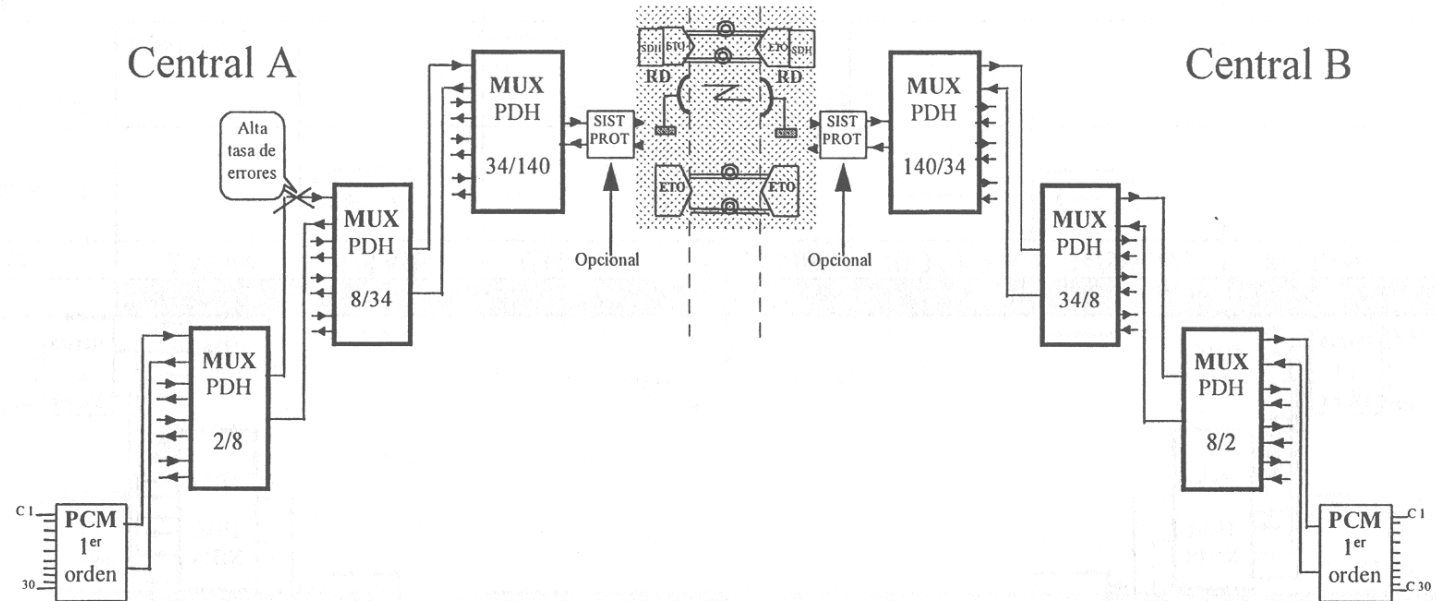 Central A
Central B
Alta
tasa de
errores
MUX
PDH
34/140
SIST
PROT
Opcional
SDH
ETO
ETO
SDH
RD
RD
ETO
ETO
SIST
PROT
Opcional
MUX
PDH
140/34
MUX
PDH
8/34
MUX
PDH
34/8
MUX
PDH
2/8
MUX
PDH
8/2
C 1
30
PCM
1er
orden
PCM
1er
orden
C 1
C 30